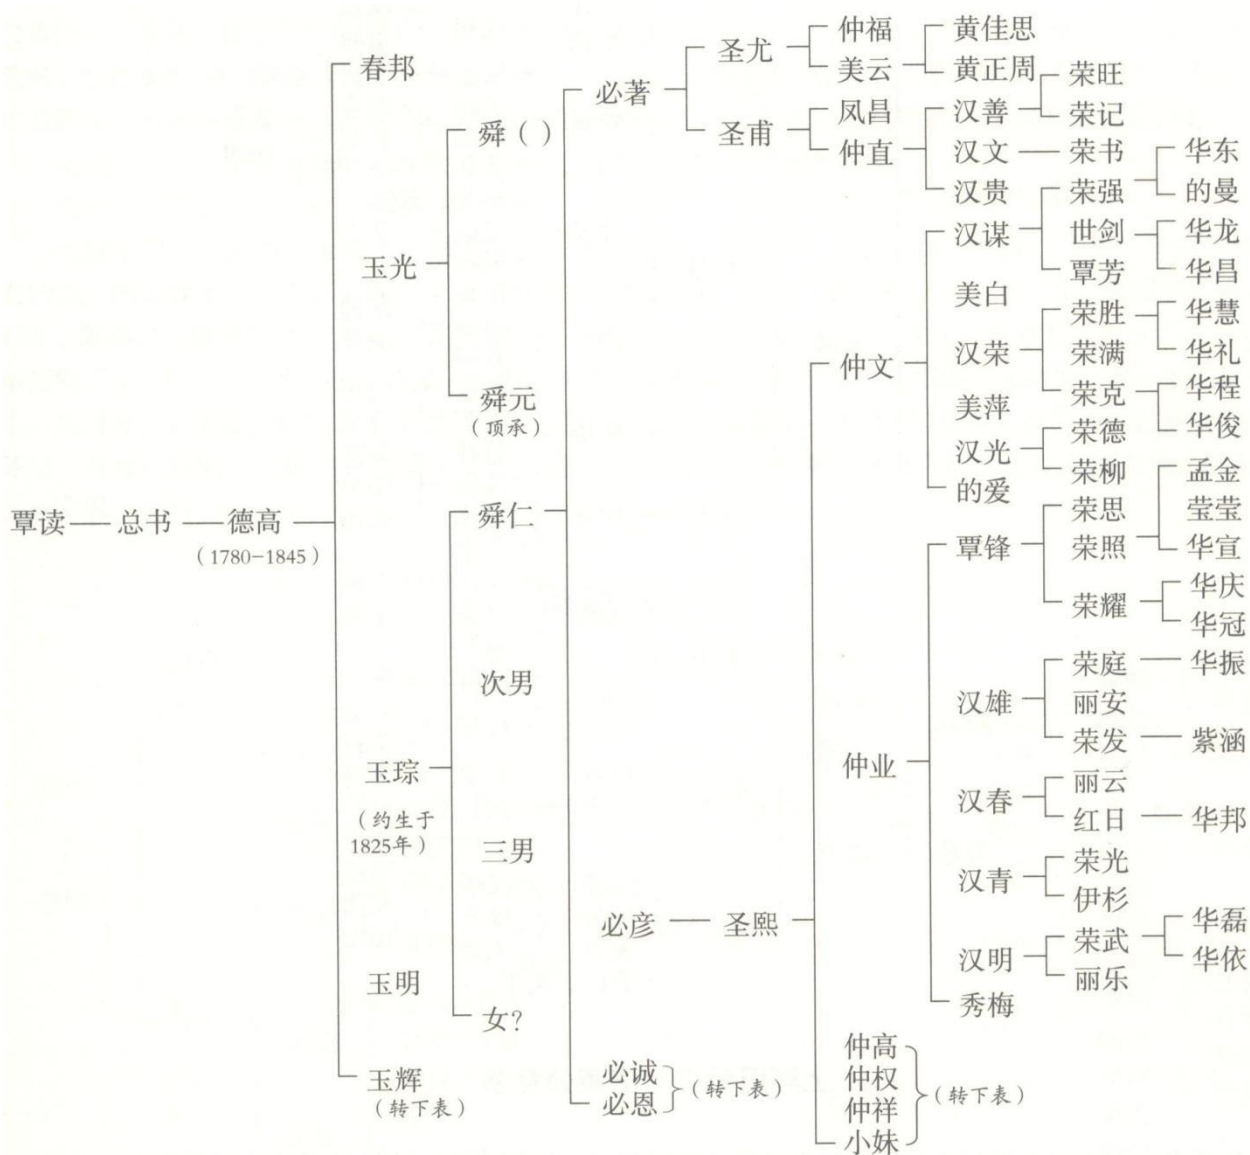 覃读
总书
德高
(1780-1845)
春邦
玉光
玉琮
(约生于
1825年)
玉明
玉辉
(转下表)
舜( )
舜元
(顶承)
舜仁
次男
三男
女?
必著
必彦
必诚
必恩
(转下表)
圣尤
圣甫
圣熙
仲福
美云
凤昌
仲直
仲文
仲业
仲高
仲权
仲祥
小妹
(转下表)
黄佳思
黄正周
汉善
汉文
汉贵
汉谋
美白
汉荣
美萍
汉光
的爱
覃锋
汉雄
汉春
汉青
汉明
秀梅
荣旺
荣记
荣书
荣强
世剑
覃芳
荣胜
荣满
荣克
荣德
荣柳
荣思
荣照
荣耀
荣庭
丽安
荣发
丽云
红日
荣光
伊杉
荣武
丽乐
华东
的曼
华龙
华昌
华慧
华礼
华程
华俊
孟金
莹莹
华宣
华庆
华冠
华振
紫涵
华邦
华磊
华依